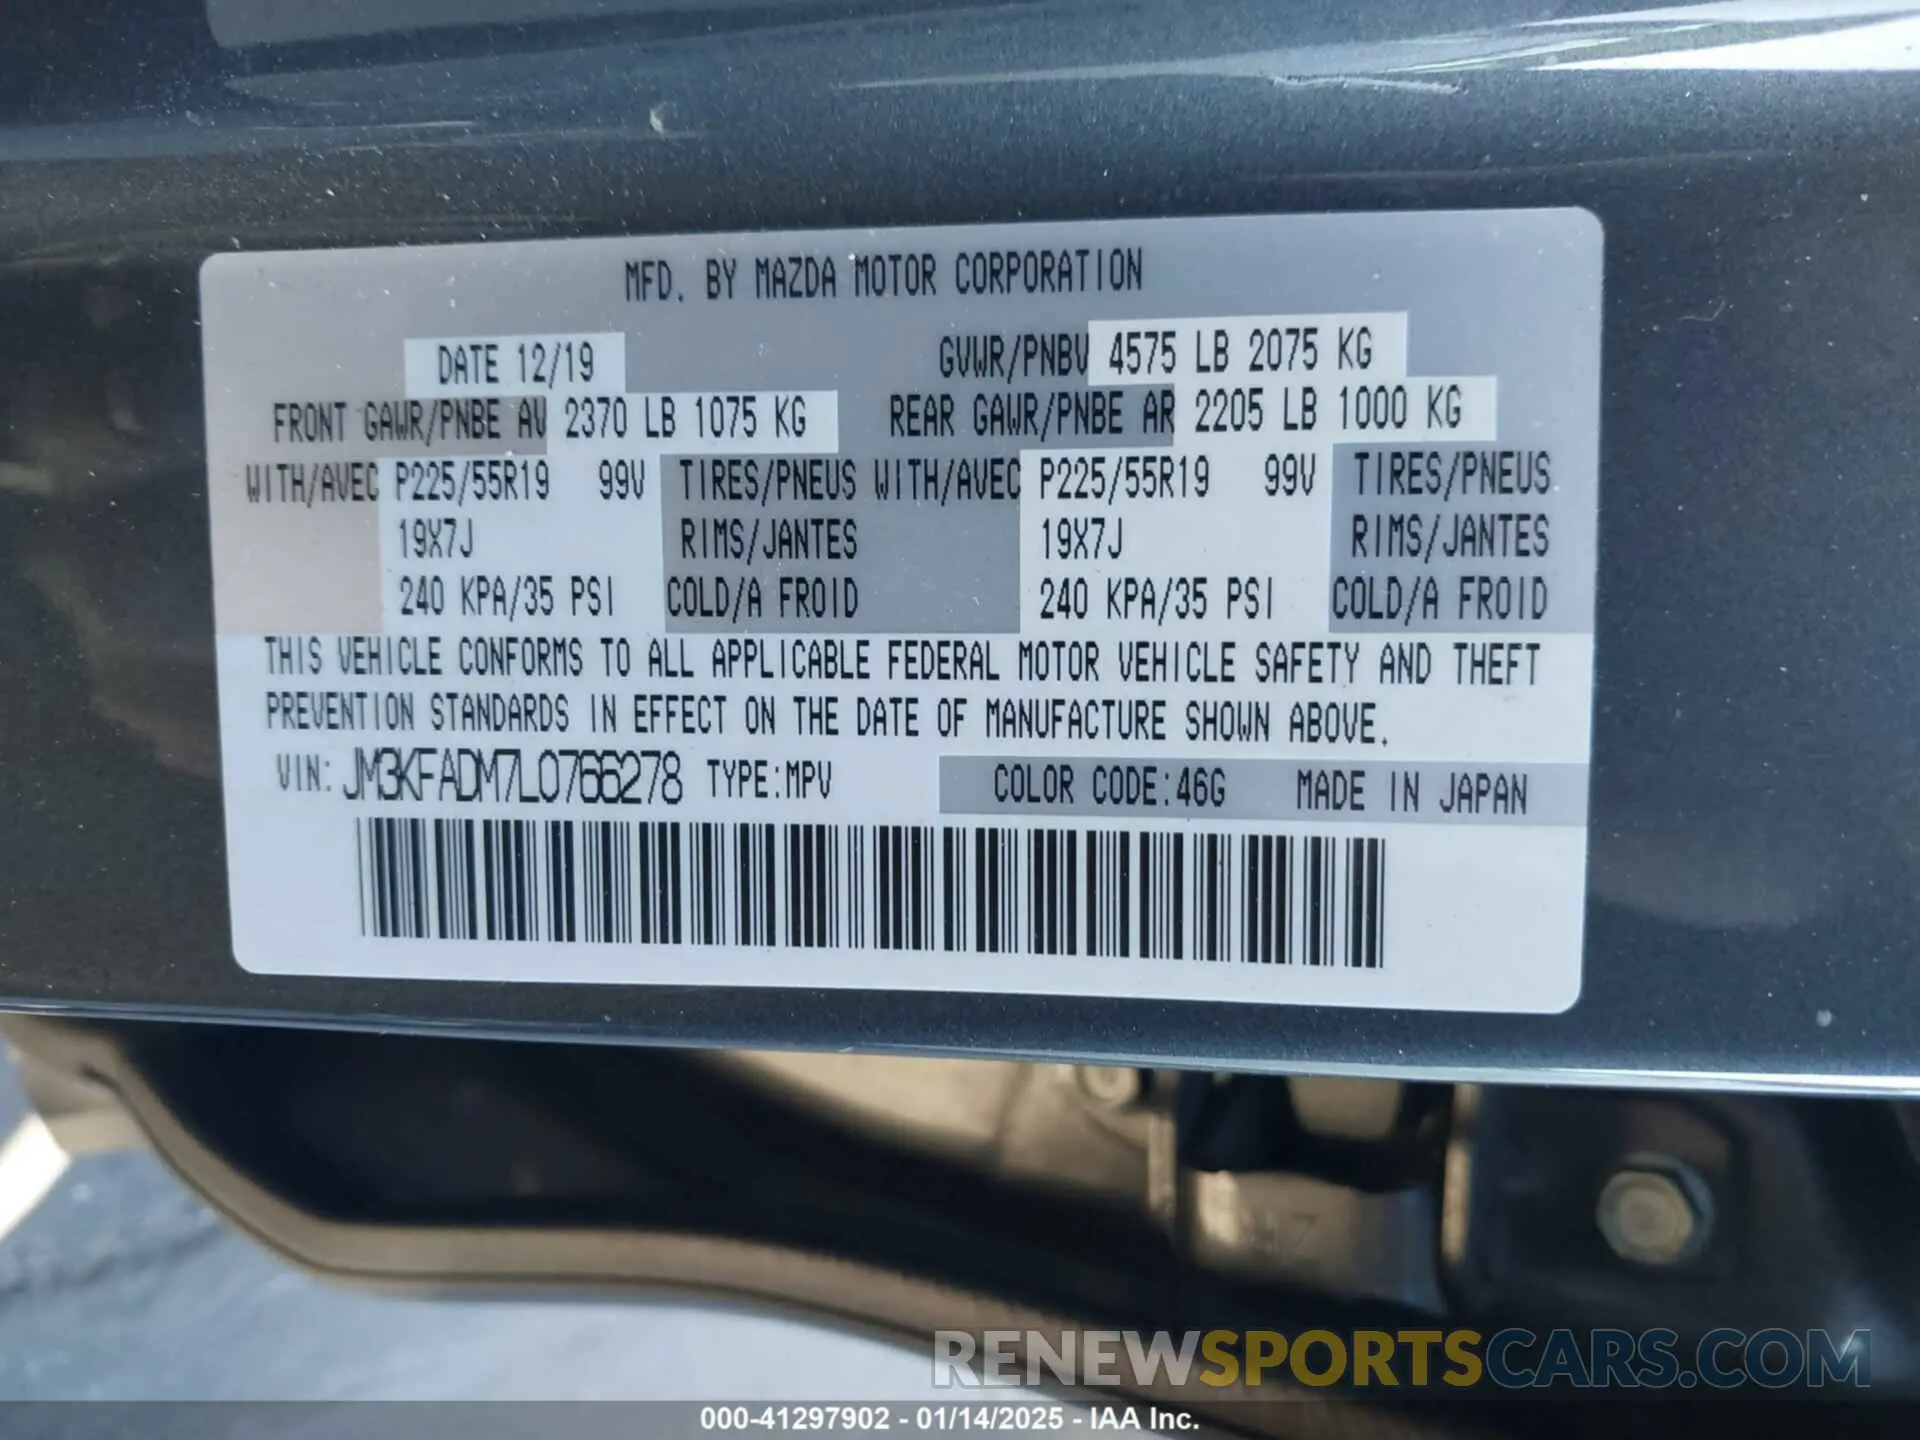 MFD. BY MAZDA MOTOR CORPORATION
DATE 12/19 GVWR/PNBV 4575 LB 2075 KG
FRONT GAWR/PNBE AV 2370 LB 1075 KG REAR GAWR/PNBE AR 2205 LB 1000 KG
WITH/AVEC P225/55R19 99V TIRES/PNEUS WITH/AVEC P225/55R19 99V TIRES/PNEUS
19X7J RIMS/JANTES 19X7J RIMS/JANTES
240 KPA/35 PSI COLD/A FROID 240 KPA/35 PSI COLD/A FROID
THIS VEHICLE CONFORMS TO ALL APPLICABLE FEDERAL MOTOR VEHICLE SAFETY AND THEFT
PREVENTION STANDARDS IN EFFECT ON THE DATE OF MANUFACTURE SHOWN ABOVE.
VIN: JM3KFADM7L0766278 TYPE:MPV COLOR CODE:46G MADE IN JAPAN
RENEWSPORTSCARS.COM
000-41297902 - 01/14/2025 - IAA Inc.